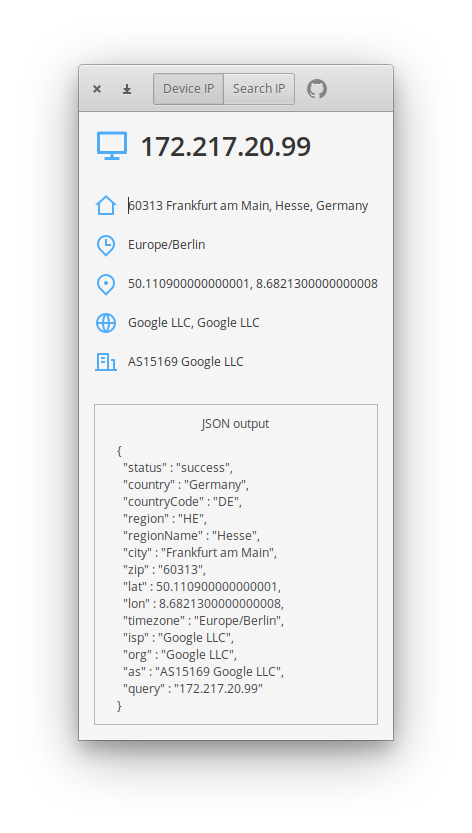 Device IP Search IP
172.217.20.99
60313 Frankfurt am Main, Hesse, Germany
Europe/Berlin
50.110900000000001, 8.6821300000000008
Google LLC, Google LLC
AS15169 Google LLC
JSON output
{
"status" : "success",
"country" : "Germany",
"countryCode" : "DE",
"region" : "HE",
"regionName" : "Hesse",
"city" : "Frankfurt am Main",
"zip" : "60313",
"lat" : 50.110900000000001,
"lon" : 8.6821300000000008,
"timezone" : "Europe/Berlin",
"isp" : "Google LLC",
"org" : "Google LLC",
"as" : "AS15169 Google LLC",
"query" : "172.217.20.99"
}